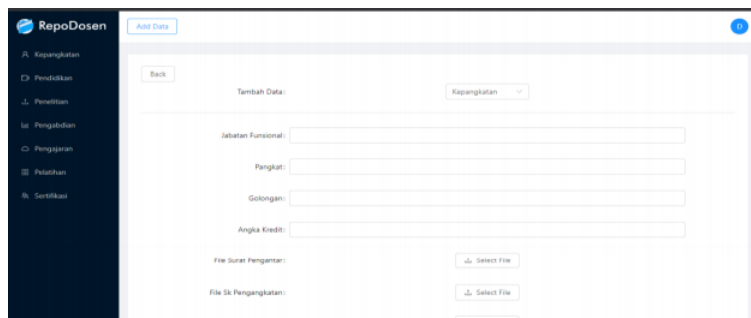 RepoDosen
Add Data
D
Kepangkatan
Pendidikan
Penelitian
Pengabdian
Pengajaran
Pelatihan
Sertifikasi
Back
Tambah Data:
Kepangkatan
Jabatan Funsional:
Pangkat:
Golongan:
Angka Kredit:
File Surat Pengantar:
Select File
File Sk Pengangkatan:
Select File